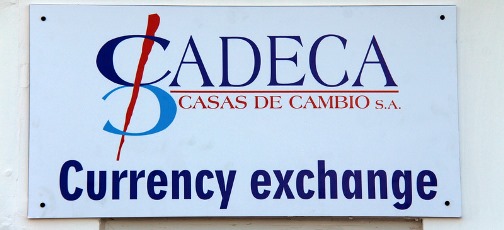 CADECA
CASAS DE CAMBIO S.A.
Currency exchange